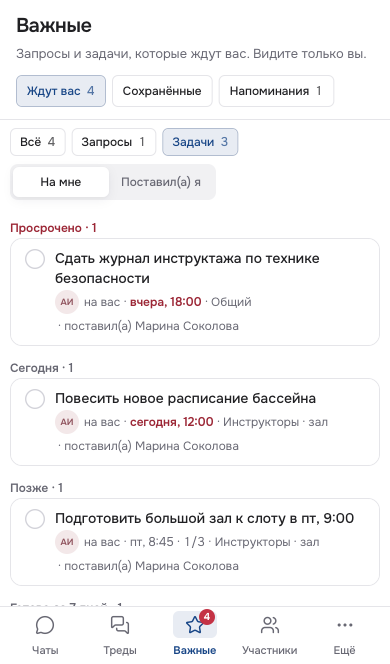 Важные
Запросы и задачи, которые ждут вас. Видите только вы.
Ждут вас 4 Сохранённые Напоминания 1
Всё 4 Запросы 1 Задачи 3
На мне Поставил(а) я
Просрочено · 1
Сдать журнал инструктажа по технике
безопасности
АИ на вас · вчера, 18:00 · Общий
· поставил(а) Марина Соколова
Сегодня · 1
Повесить новое расписание бассейна
АИ на вас · сегодня, 12:00 · Инструкторы · зал
· поставил(а) Марина Соколова
Позже · 1
Подготовить большой зал к слоту в пт, 9:00
АИ на вас · пт, 8:45 · 1/3 · Инструкторы · зал
· поставил(а) Марина Соколова
4
Чаты Треды Важные Участники Ещё